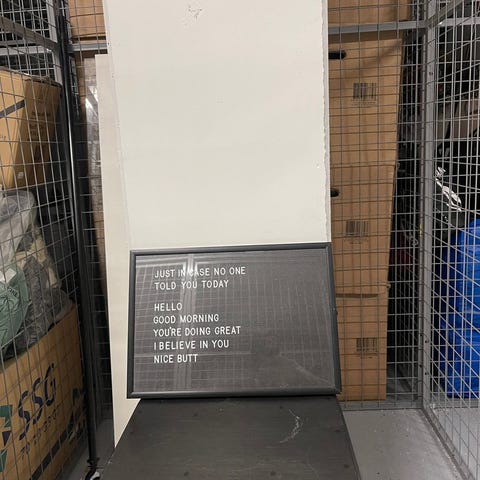 JUST IN CASE NO ONE
TOLD YOU TODAY
HELLO
GOOD MORNING
YOU'RE DOING GREAT
I BELIEVE IN YOU
NICE BUTT
SSG